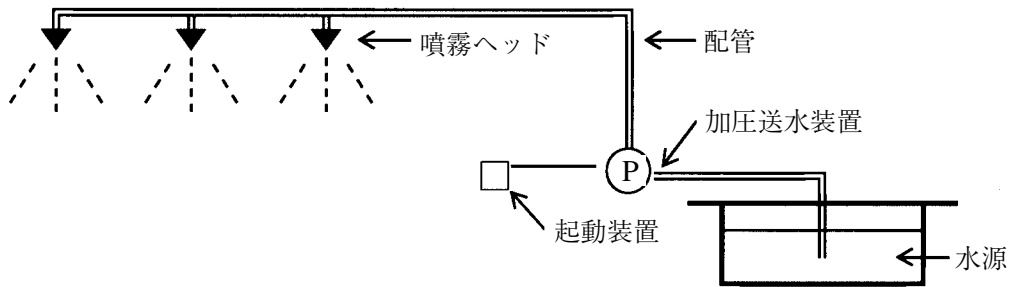 噴霧ヘッド
配管
加圧送水装置
P
起動装置
水源